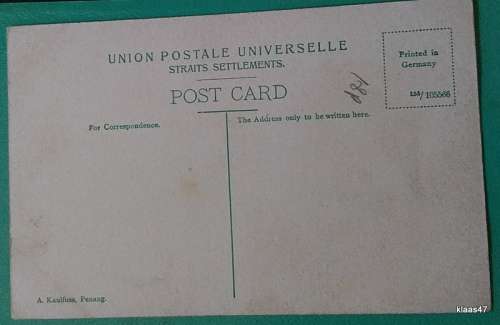 UNION POSTALE UNIVERSELLE
STRAITS SETTLEMENTS.
POST CARD
Printed in
Germany
For Correspondence.
The Address only to be written here.
A. Kaulfuss, Penang.
klaas47